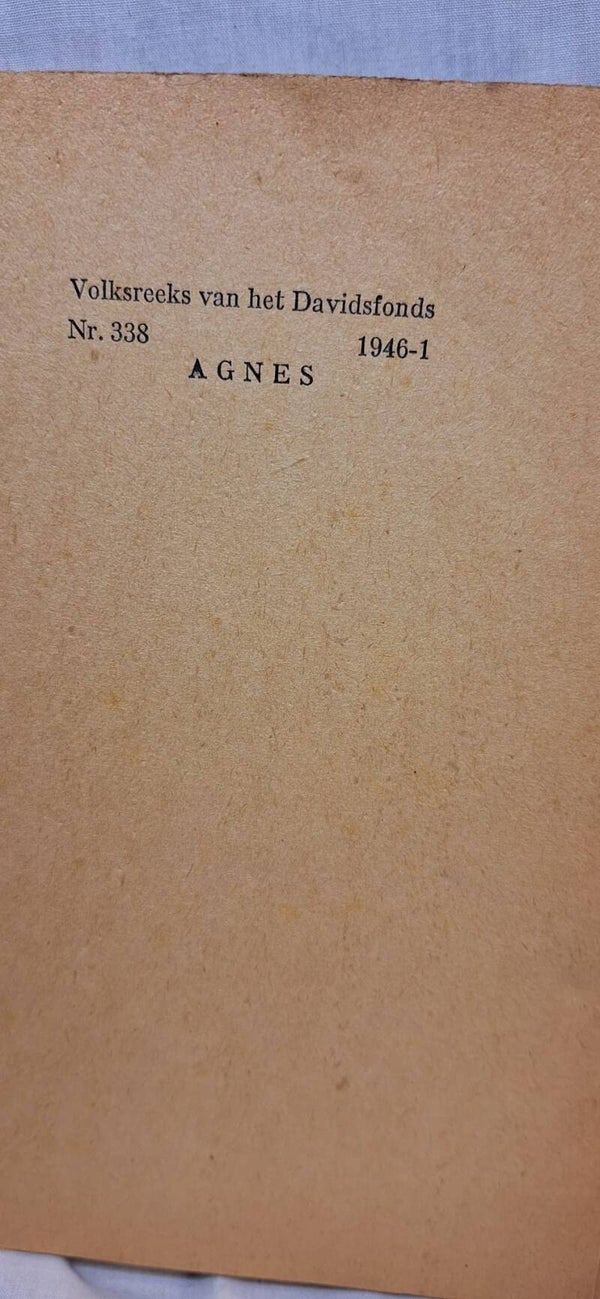 Volksreeks van het Davidsfonds
Nr. 338 1946-1
AGNES